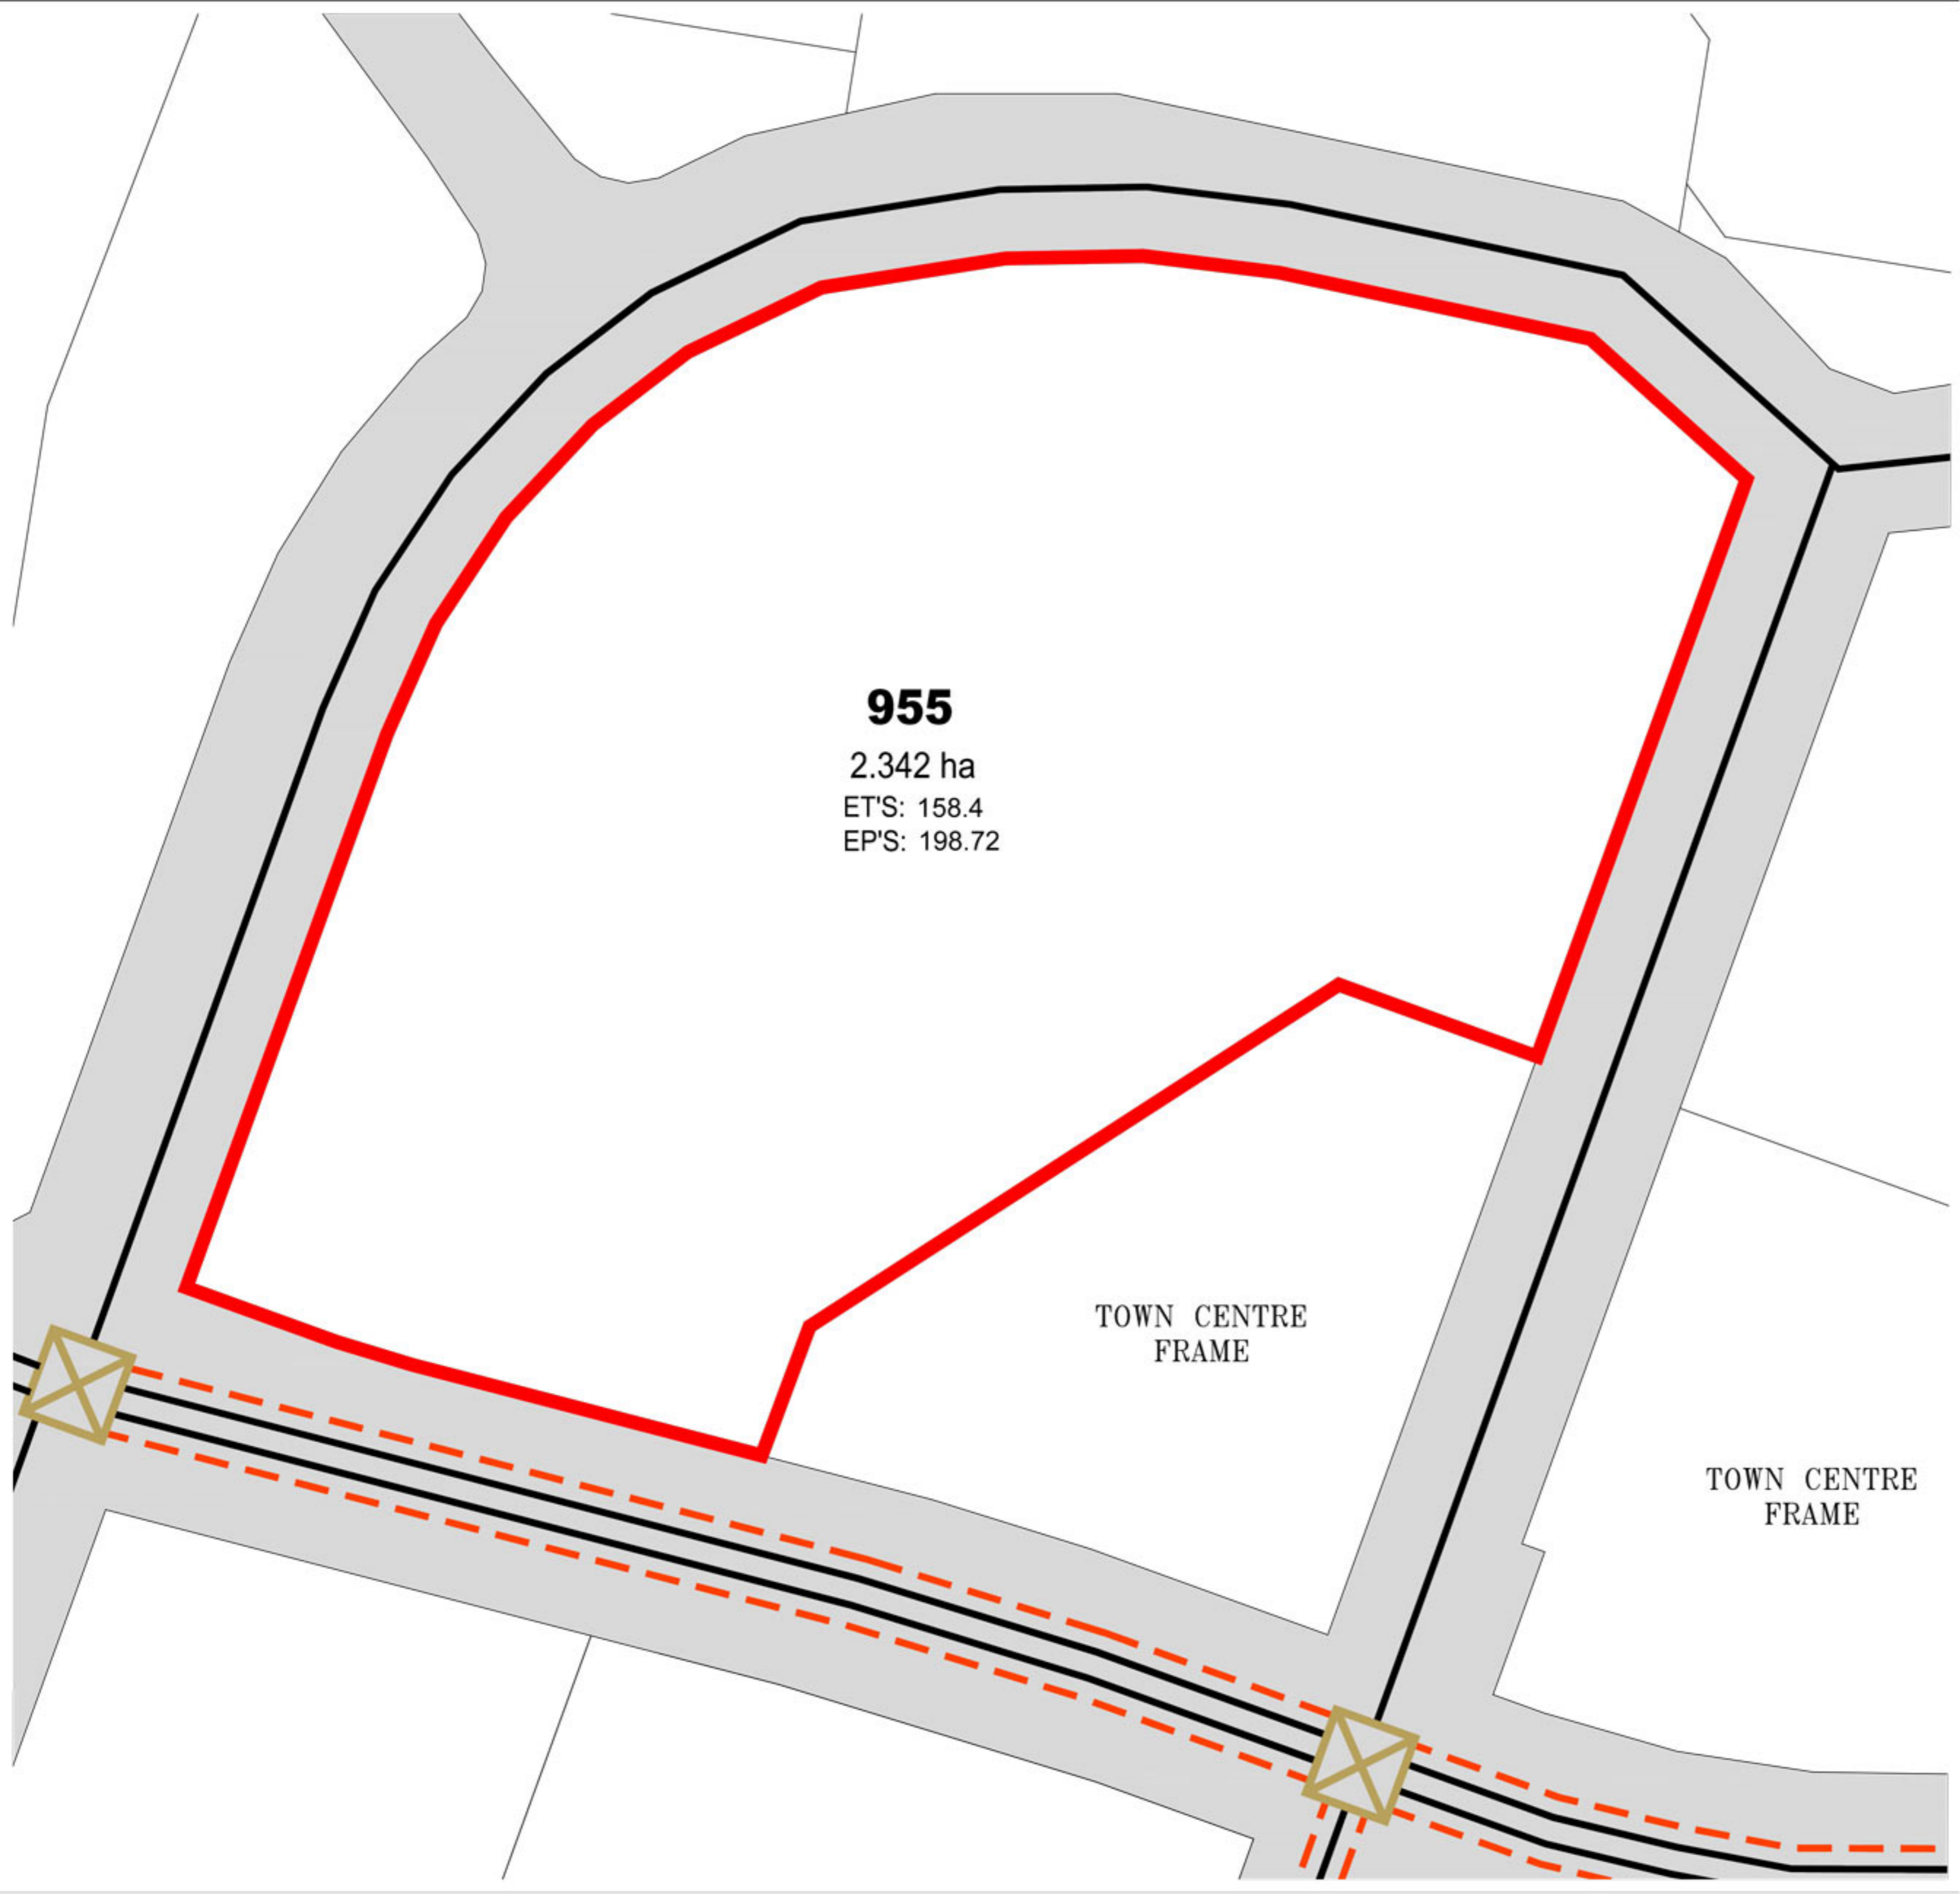 955
2.342 ha
ET'S: 158.4
EP'S: 198.72
TOWN CENTRE
FRAME
TOWN CENTRE
FRAME